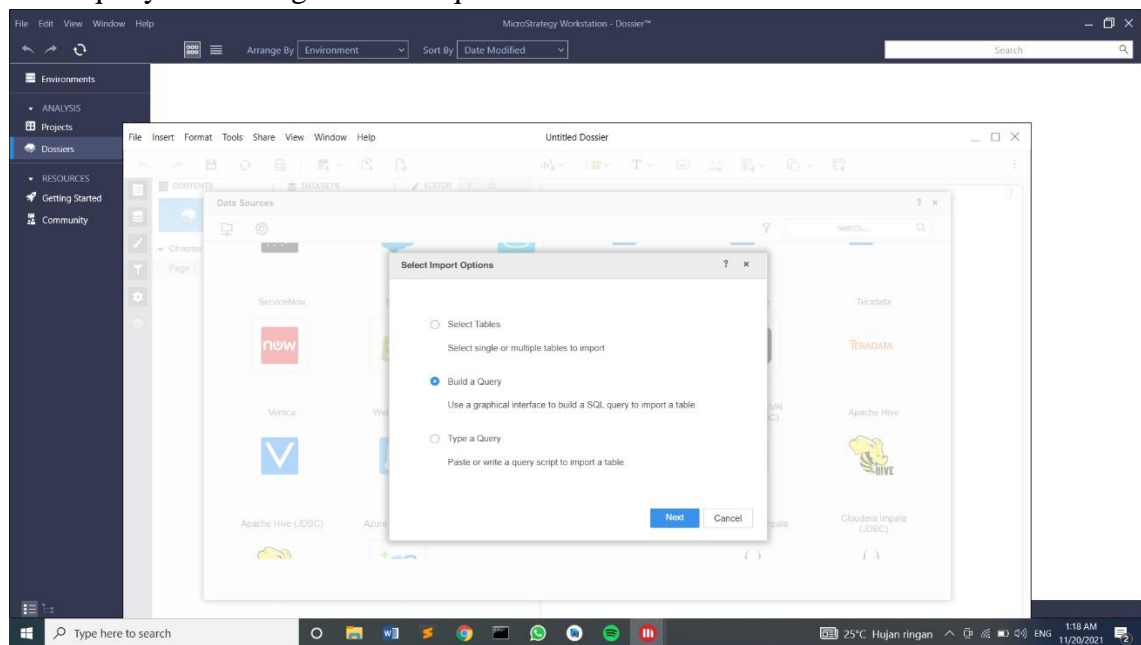 File Edit View Window Help
MicroStrategy Workstation - Dossier™
Arrange By Environment Sort By Date Modified
Search
Environments
ANALYSIS
Projects
Dossiers
RESOURCES
Getting Started
Community
File Insert Format Tools Share View Window Help
Untitled Dossier
CONTENTS DATASETS EDITOR
Data Sources
Search...
Chapter
Page 1
Select Import Options
Select Tables
Select single or multiple tables to import
Build a Query
Use a graphical interface to build a SQL query to import a table
Type a Query
Paste or write a query script to import a table
Next Cancel
ServiceNow
Teradata
now
TERADATA
Vertica
Apache Hive
V
HIVE
Apache Hive (JDBC)
Azure
Cloudera Impala
(JDBC)
Type here to search
25°C Hujan ringan
ENG
1:18 AM
11/20/2021